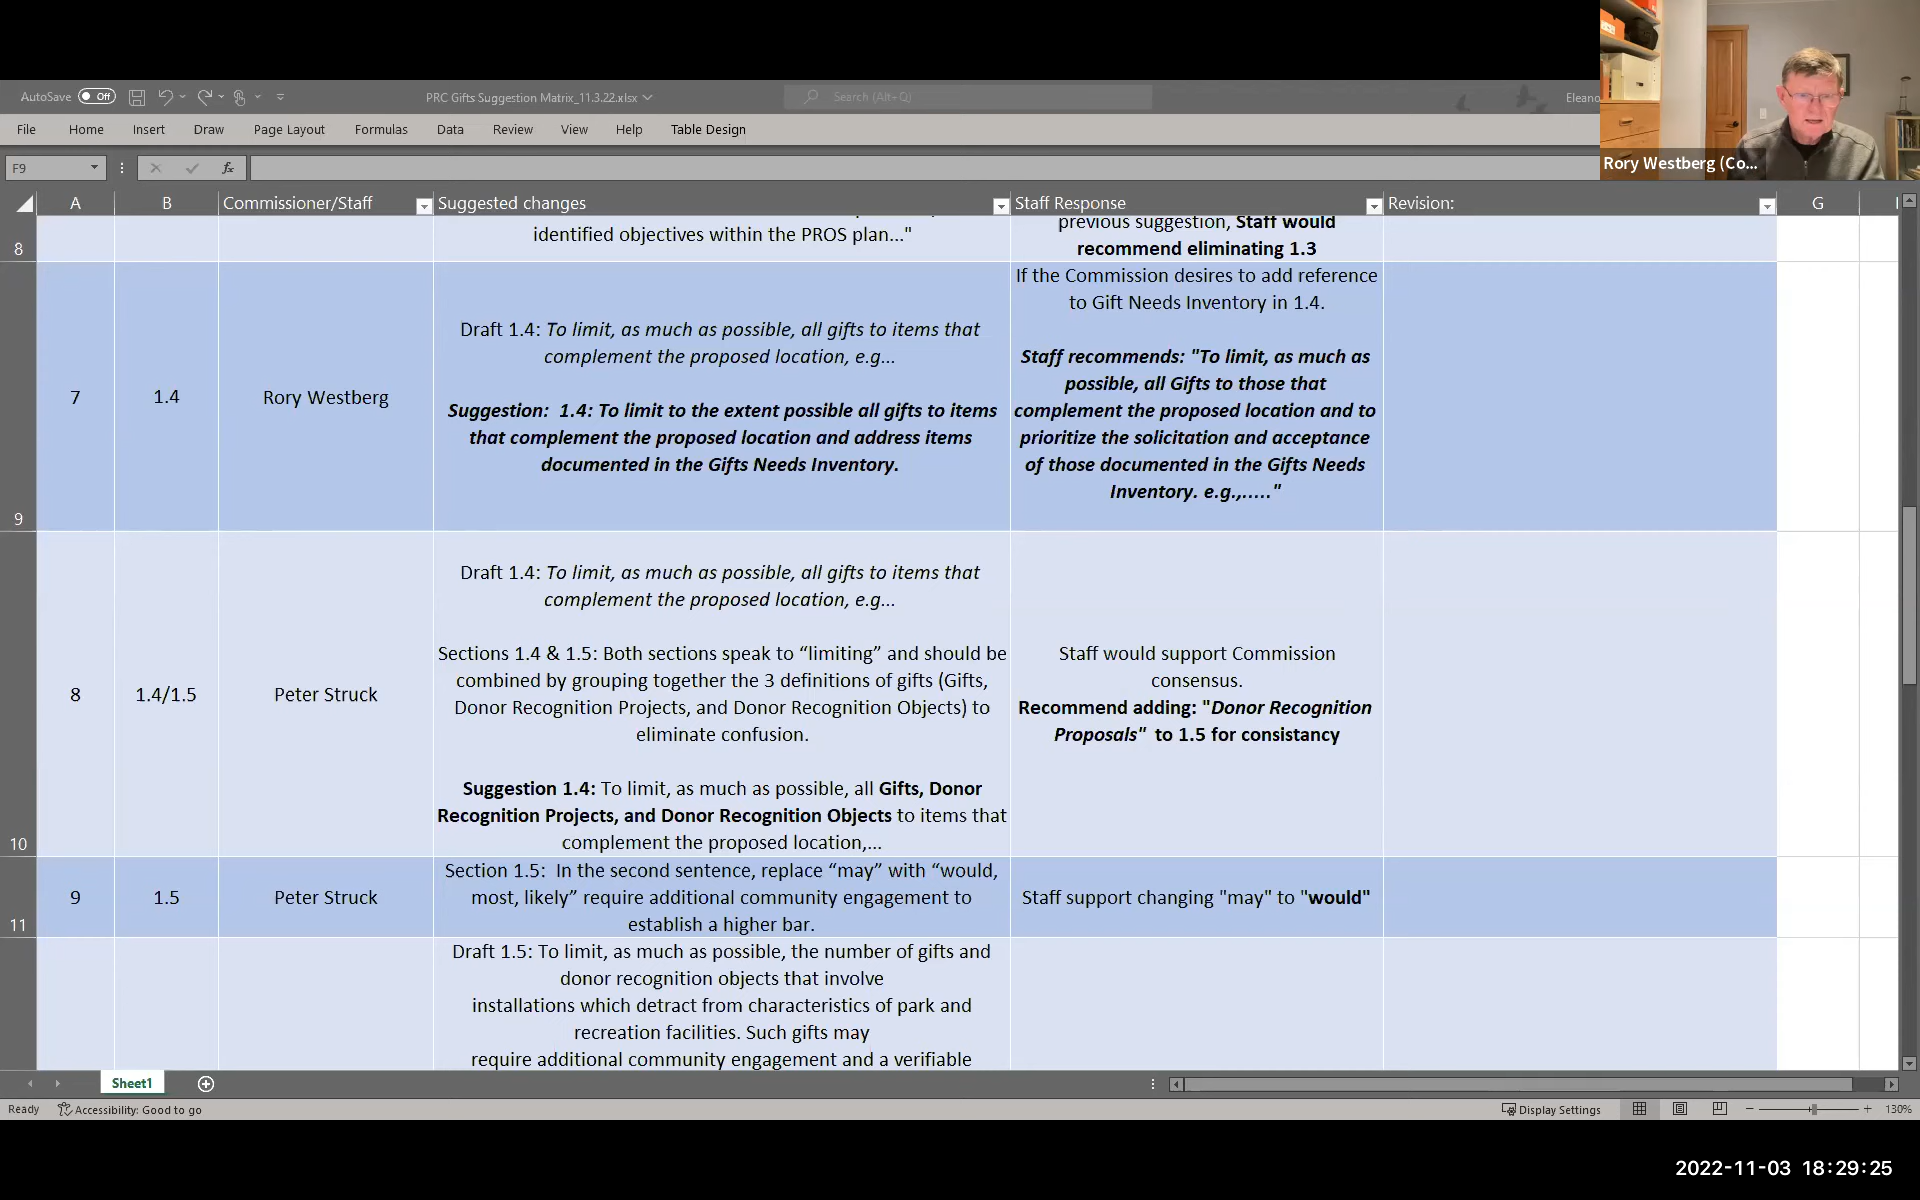 AutoSave Off
PRC Gifts Suggestion Matrix_11.3.22.xlsx
Search (Alt+Q)
Eleano
File Home Insert Draw Page Layout Formulas Data Review View Help Table Design
Rory Westberg (Co...
F9
fx
A B Commissioner/Staff Suggested changes Staff Response Revision: G
identified objectives within the PROS plan..."
previous suggestion, Staff would
recommend eliminating 1.3
8
7
1.4
Rory Westberg
Draft 1.4: To limit, as much as possible, all gifts to items that
complement the proposed location, e.g...
Suggestion: 1.4: To limit to the extent possible all gifts to items
that complement the proposed location and address items
documented in the Gifts Needs Inventory.
If the Commission desires to add reference
to Gift Needs Inventory in 1.4.
Staff recommends: "To limit, as much as
possible, all Gifts to those that
complement the proposed location and to
prioritize the solicitation and acceptance
of those documented in the Gifts Needs
Inventory. e.g.,....."
9
8
1.4/1.5
Peter Struck
Draft 1.4: To limit, as much as possible, all gifts to items that
complement the proposed location, e.g...
Sections 1.4 & 1.5: Both sections speak to “limiting” and should be
combined by grouping together the 3 definitions of gifts (Gifts,
Donor Recognition Projects, and Donor Recognition Objects) to
eliminate confusion.
Suggestion 1.4: To limit, as much as possible, all Gifts, Donor
Recognition Projects, and Donor Recognition Objects to items that
complement the proposed location,...
Staff would support Commission
consensus.
Recommend adding: "Donor Recognition
Proposals" to 1.5 for consistancy
10
9
1.5
Peter Struck
Section 1.5: In the second sentence, replace “may” with “would,
most, likely” require additional community engagement to
establish a higher bar.
Staff support changing "may" to "would"
11
Draft 1.5: To limit, as much as possible, the number of gifts and
donor recognition objects that involve
installations which detract from characteristics of park and
recreation facilities. Such gifts may
require additional community engagement and a verifiable
Sheet1
Ready Accessibility: Good to go
Display Settings
130%
2022-11-03 18:29:25